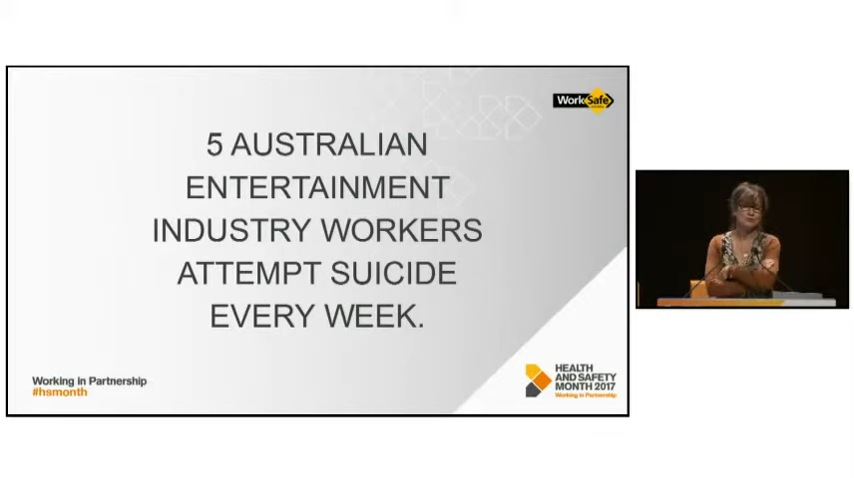 WorkSafe
5 AUSTRALIAN
ENTERTAINMENT
INDUSTRY WORKERS
ATTEMPT SUICIDE
EVERY WEEK.
Working in Partnership
#hsmonth
HEALTH
AND SAFETY
MONTH 2017
Working in Partnership